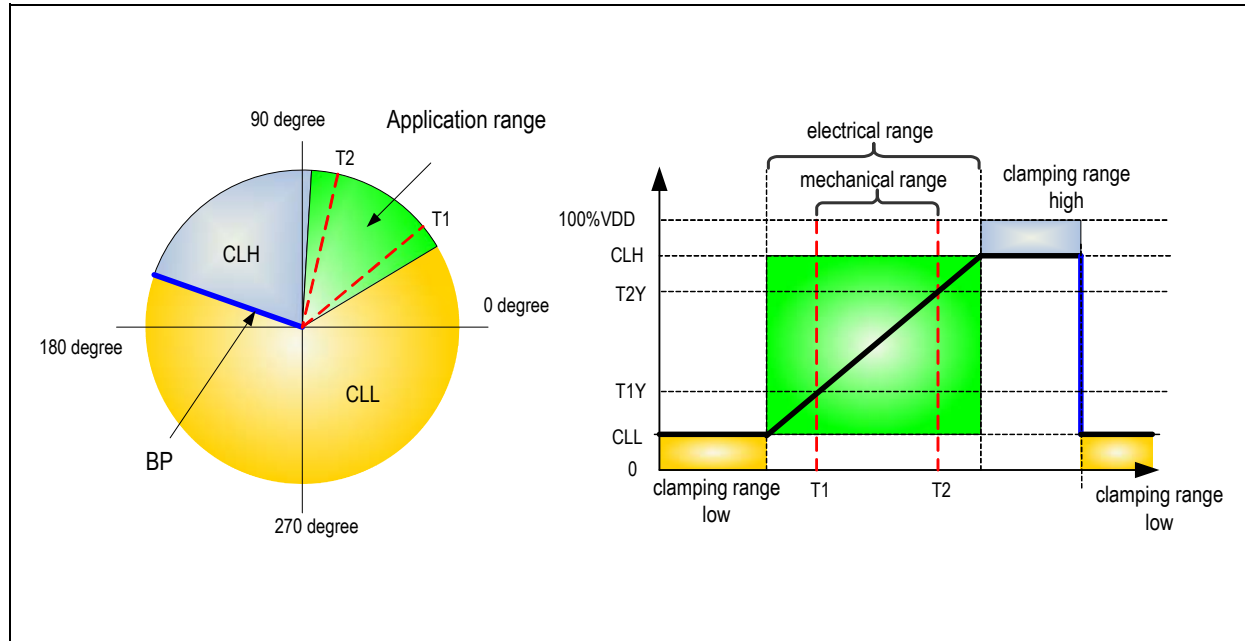 90 degree
Application range
T2
T1
CLH
0 degree
180 degree
CLL
BP
270 degree
electrical range
mechanical range
clamping range
high
100%VDD
CLH
T2Y
T1Y
CLL
0
clamping range
low
T1
T2
clamping range
low